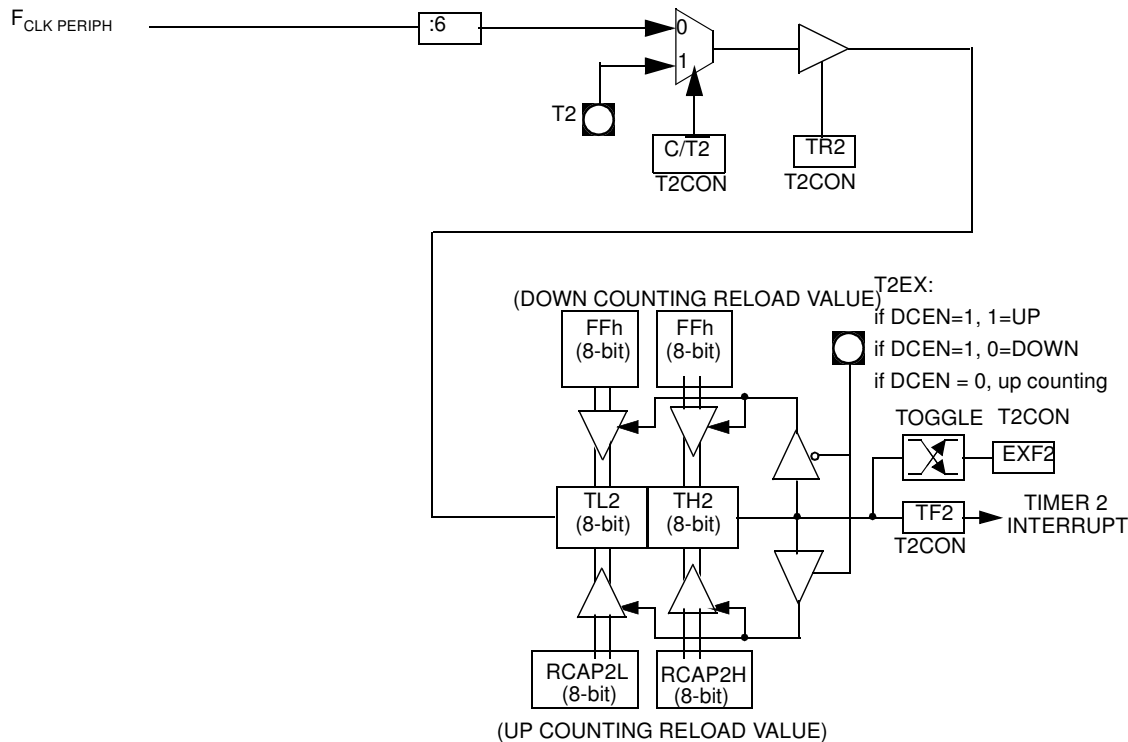 FCLK PERIPH
:6
0
1
T2
C/T2
TR2
T2CON
T2CON
T2EX:
(DOWN COUNTING RELOAD VALUE)
if DCEN=1, 1=UP
FFh
(8-bit)
FFh
(8-bit)
if DCEN=1, 0=DOWN
if DCEN = 0, up counting
TOGGLE
T2CON
EXF2
TL2
(8-bit)
TH2
(8-bit)
TF2
TIMER 2
INTERRUPT
T2CON
RCAP2L
(8-bit)
RCAP2H
(8-bit)
(UP COUNTING RELOAD VALUE)